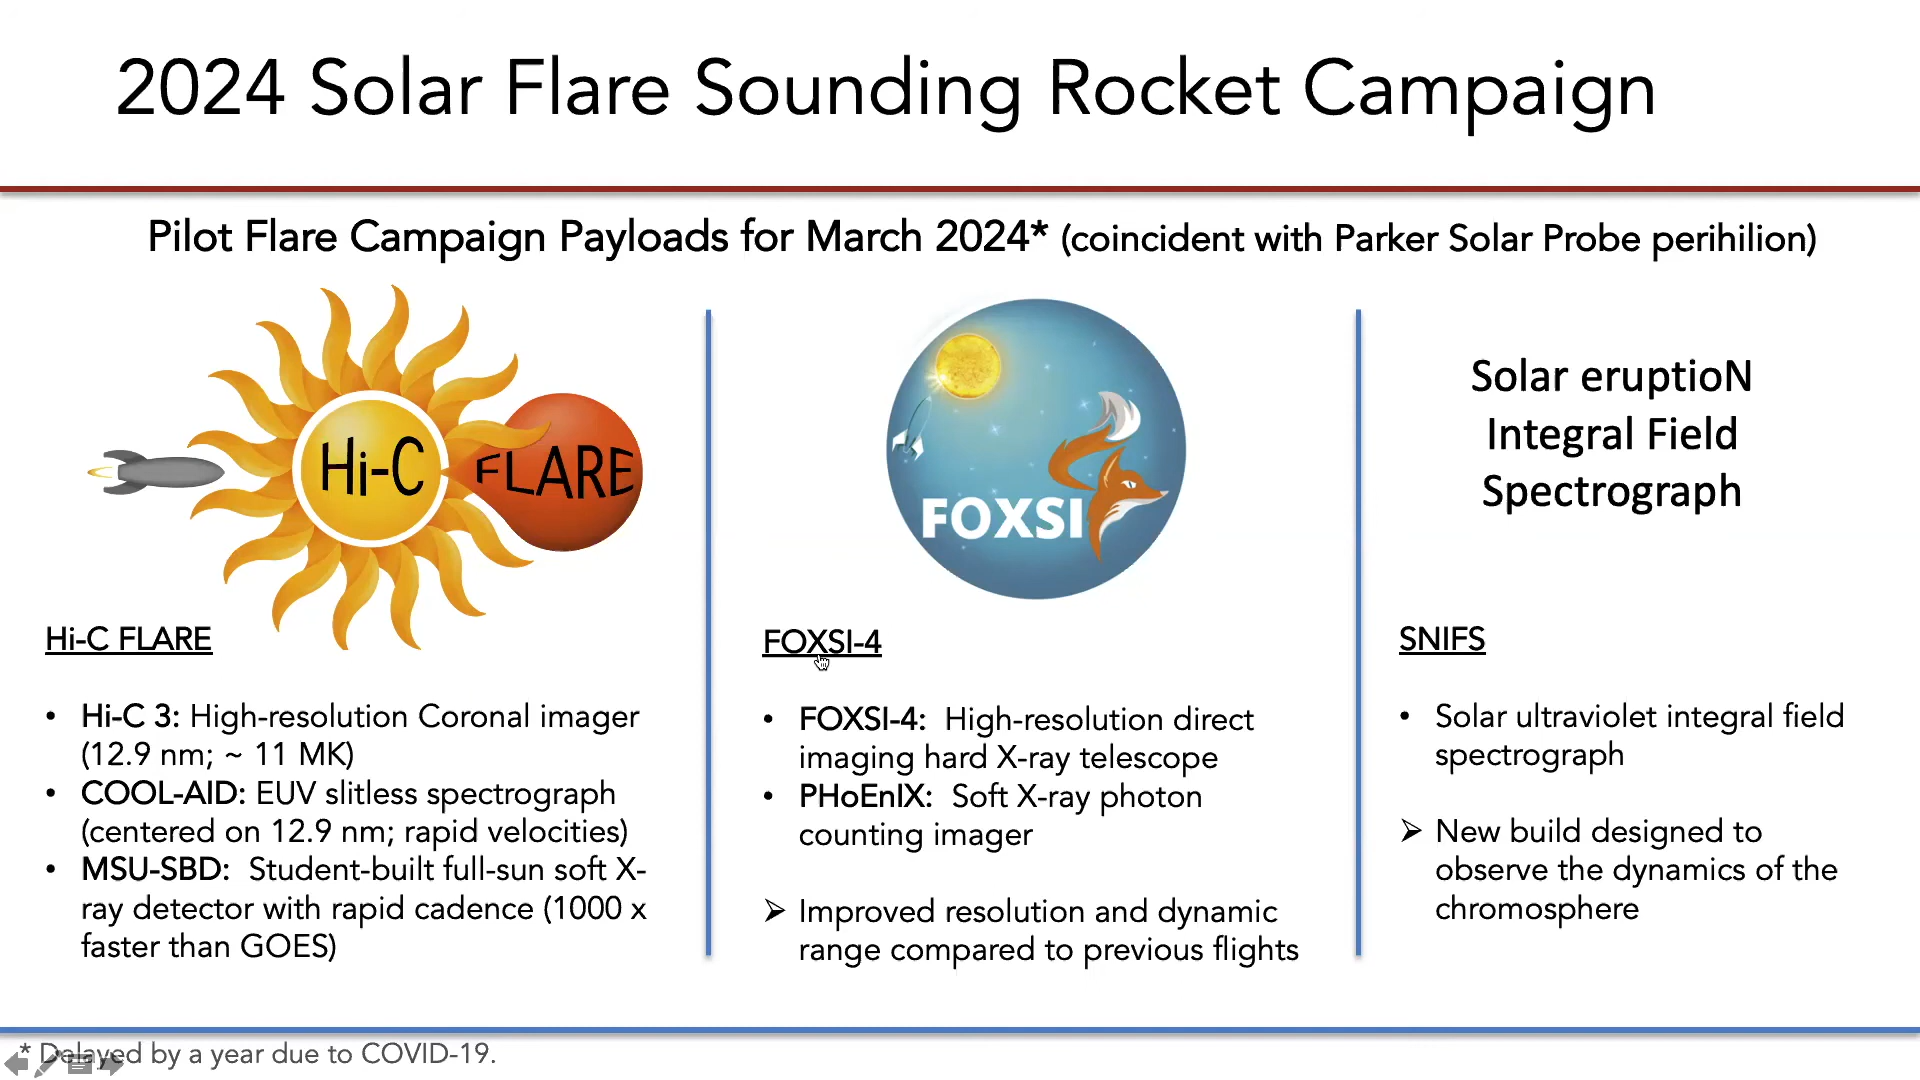 2024 Solar Flare Sounding Rocket Campaign
Pilot Flare Campaign Payloads for March 2024* (coincident with Parker Solar Probe perihilion)
Hi-C FLARE
FOXSI
Solar eruptioN
Integral Field
Spectrograph
Hi-C FLARE
• Hi-C 3: High-resolution Coronal imager
(12.9 nm; ~ 11 MK)
• COOL-AID: EUV slitless spectrograph
(centered on 12.9 nm; rapid velocities)
• MSU-SBD: Student-built full-sun soft X-
ray detector with rapid cadence (1000 x
faster than GOES)
FOXSI-4
• FOXSI-4: High-resolution direct
imaging hard X-ray telescope
• PHoEnIX: Soft X-ray photon
counting imager
➢ Improved resolution and dynamic
range compared to previous flights
SNIFS
• Solar ultraviolet integral field
spectrograph
➢ New build designed to
observe the dynamics of the
chromosphere
* Delayed by a year due to COVID-19.